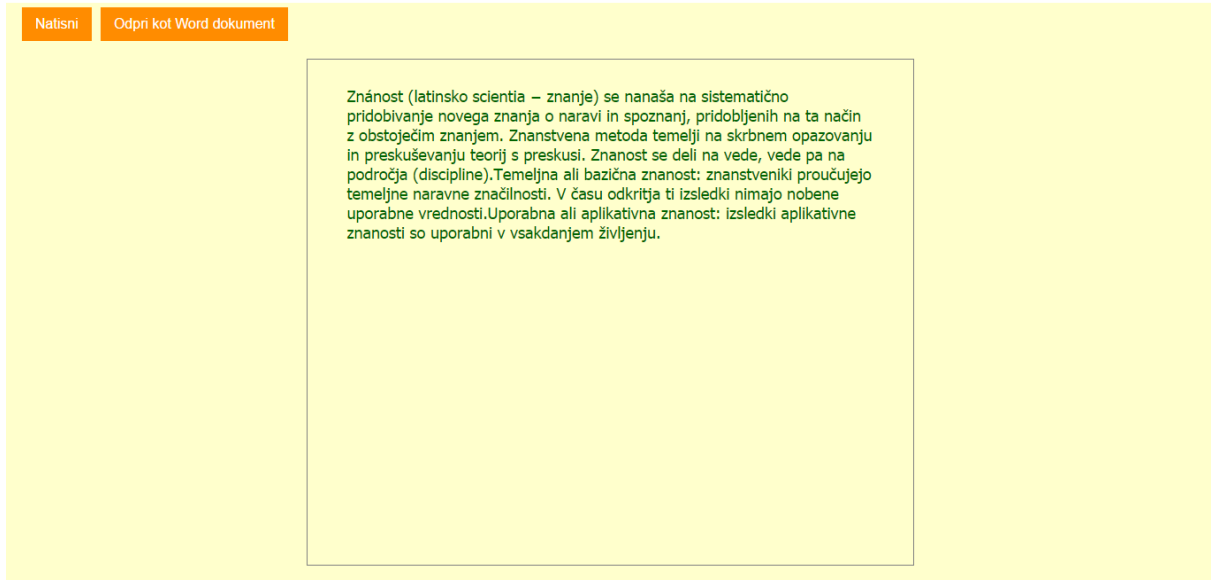 Natisni Odpri kot Word dokument
Znánost (latinsko scientia − znanje) se nanaša na sistematično
pridobivanje novega znanja o naravi in spoznanj, pridobljenih na ta način
z obstoječim znanjem. Znanstvena metoda temelji na skrbnem opazovanju
in preskuševanju teorij s preskusi. Znanost se deli na vede, vede pa na
področja (discipline).Temeljna ali bazična znanost: znanstveniki proučujejo
temeljne naravne značilnosti. V času odkritja ti izsledki nimajo nobene
uporabne vrednosti.Uporabna ali aplikativna znanost: izsledki aplikativne
znanosti so uporabni v vsakdanjem življenju.